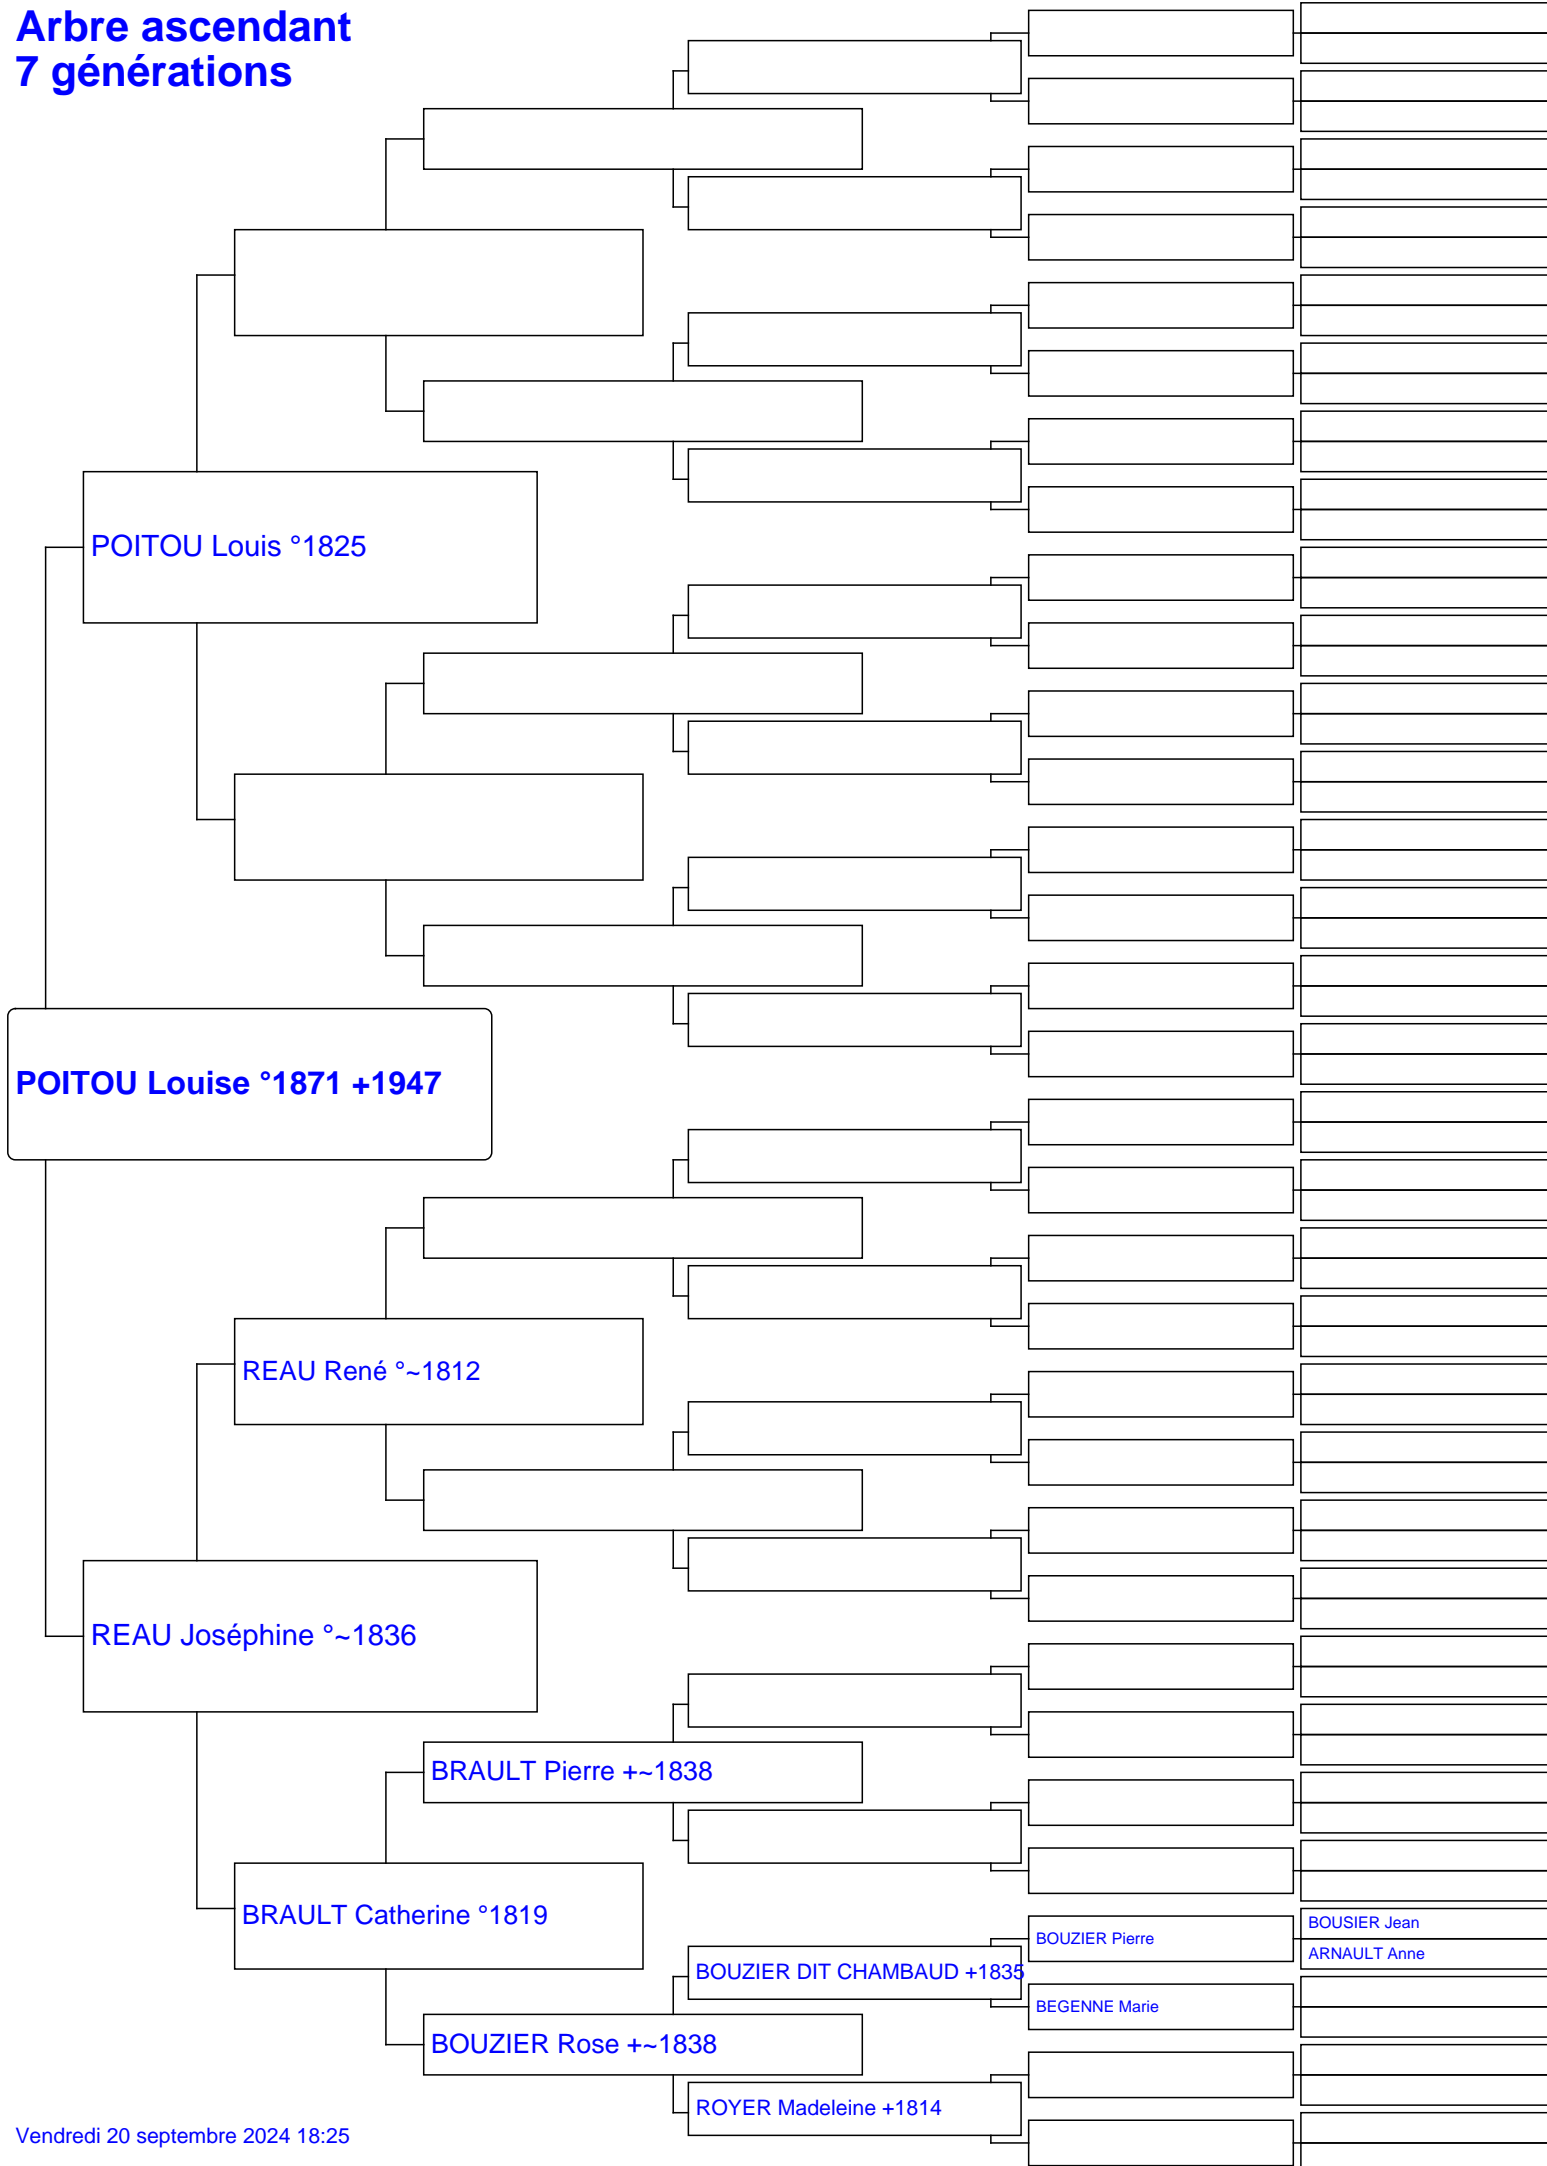 Arbre ascendant
7 générations
POITOU Louis °1825
POITOU Louise °1871 +1947
REAU René °~1812
REAU Joséphine °~1836
BRAULT Pierre +~1838
BRAULT Catherine °1819
BOUSIER Jean
BOUZIER Pierre
ARNAULT Anne
BOUZIER DIT CHAMBAUD +1835
BEGENNE Marie
BOUZIER Rose +~1838
ROYER Madeleine +1814
Vendredi 20 septembre 2024 18:25